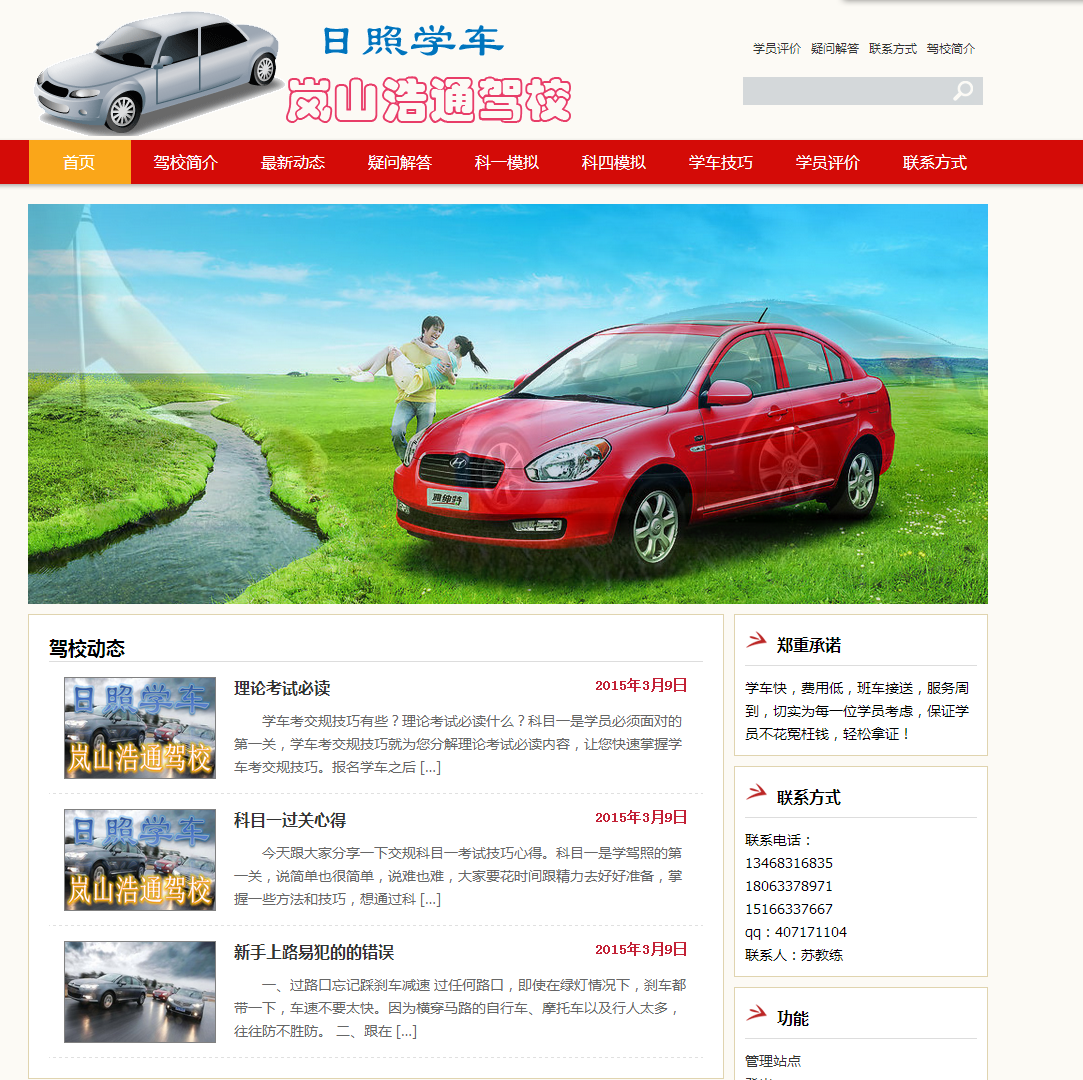 日照学车
岚山浩通驾校
学员评价 疑问解答 联系方式 驾校简介
首页 驾校简介 最新动态 疑问解答 科一模拟 科四模拟 学车技巧 学员评价 联系方式
雅绅特
驾校动态
日照学车
岚山浩通驾校
理论考试必读
2015年3月9日
学车考交规技巧有些？理论考试必读什么？科目一是学员必须面对的
第一关，学车考交规技巧就为您分解理论考试必读内容，让您快速掌握学
车考交规技巧。报名学车之后 [...]
日照学车
岚山浩通驾校
科目一过关心得
2015年3月9日
今天跟大家分享一下交规科目一考试技巧心得。科目一是学驾照的第
一关，说简单也很简单，说难也难，大家要花时间跟精力去好好准备，掌
握一些方法和技巧，想通过科 [...]
新手上路易犯的的错误
2015年3月9日
一、过路口忘记踩刹车减速 过任何路口，即使在绿灯情况下，刹车都
带一下，车速不要太快。因为横穿马路的自行车、摩托车以及行人太多，
往往防不胜防。 二、跟在 [...]
郑重承诺
学车快，费用低，班车接送，服务周
到，切实为每一位学员考虑，保证学
员不花冤枉钱，轻松拿证！
联系方式
联系电话：
13468316835
18063378971
15166337667
qq：407171104
联系人：苏教练
功能
管理站点